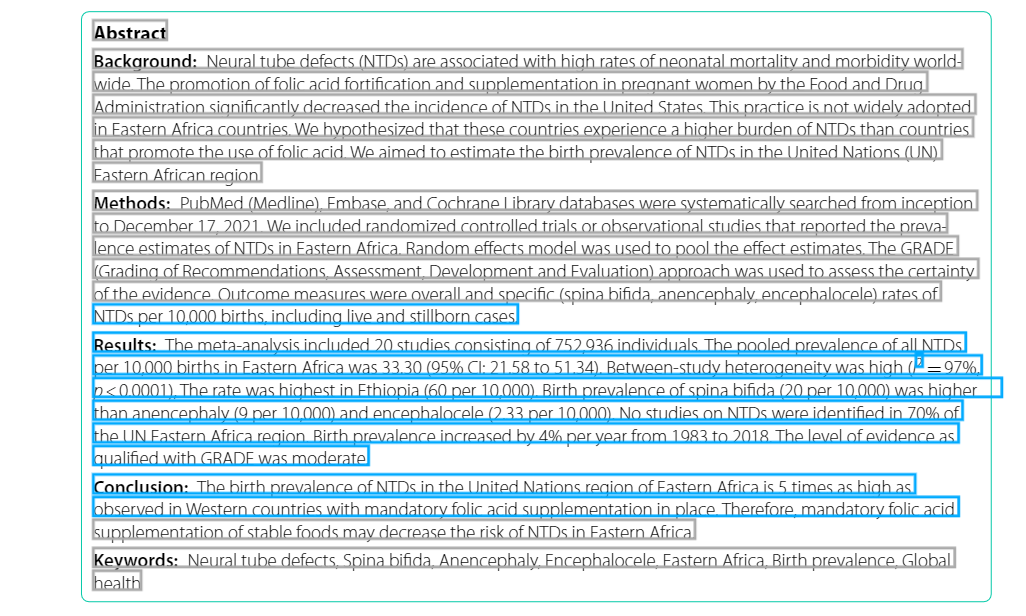 Abstract
Background: Neural tube defects (NTDs) are associated with high rates of neonatal mortality and morbidity world-
wide. The promotion of folic acid fortification and supplementation in pregnant women by the Food and Drug
Administration significantly decreased the incidence of NTDs in the United States. This practice is not widely adopted
in Eastern Africa countries. We hypothesized that these countries experience a higher burden of NTDs than countries
that promote the use of folic acid. We aimed to estimate the birth prevalence of NTDs in the United Nations (UN)
Eastern African region.
Methods: PubMed (Medline), Embase, and Cochrane Library databases were systematically searched from inception
to December 17, 2021. We included randomized controlled trials or observational studies that reported the preva-
lence estimates of NTDs in Eastern Africa. Random effects model was used to pool the effect estimates. The GRADE
(Grading of Recommendations, Assessment, Development and Evaluation) approach was used to assess the certainty
of the evidence. Outcome measures were overall and specific (spina bifida, anencephaly, encephalocele) rates of
NTDs per 10,000 births, including live and stillborn cases.
Results: The meta-analysis included 20 studies consisting of 752,936 individuals. The pooled prevalence of all NTDs
per 10,000 births in Eastern Africa was 33.30 (95% CI: 21.58 to 51.34). Between-study heterogeneity was high (I² = 97%,
p < 0.0001), The rate was highest in Ethiopia (60 per 10,000). Birth prevalence of spina bifida (20 per 10,000) was higher
than anencephaly (9 per 10,000) and encephalocele (2.33 per 10,000). No studies on NTDs were identified in 70% of
the UN Eastern Africa region. Birth prevalence increased by 4% per year from 1983 to 2018. The level of evidence as
qualified with GRADE was moderate.
Conclusion: The birth prevalence of NTDs in the United Nations region of Eastern Africa is 5 times as high as
observed in Western countries with mandatory folic acid supplementation in place. Therefore, mandatory folic acid
supplementation of stable foods may decrease the risk of NTDs in Eastern Africa.
Keywords: Neural tube defects, Spina bifida, Anencephaly, Encephalocele, Eastern Africa, Birth prevalence, Global
health